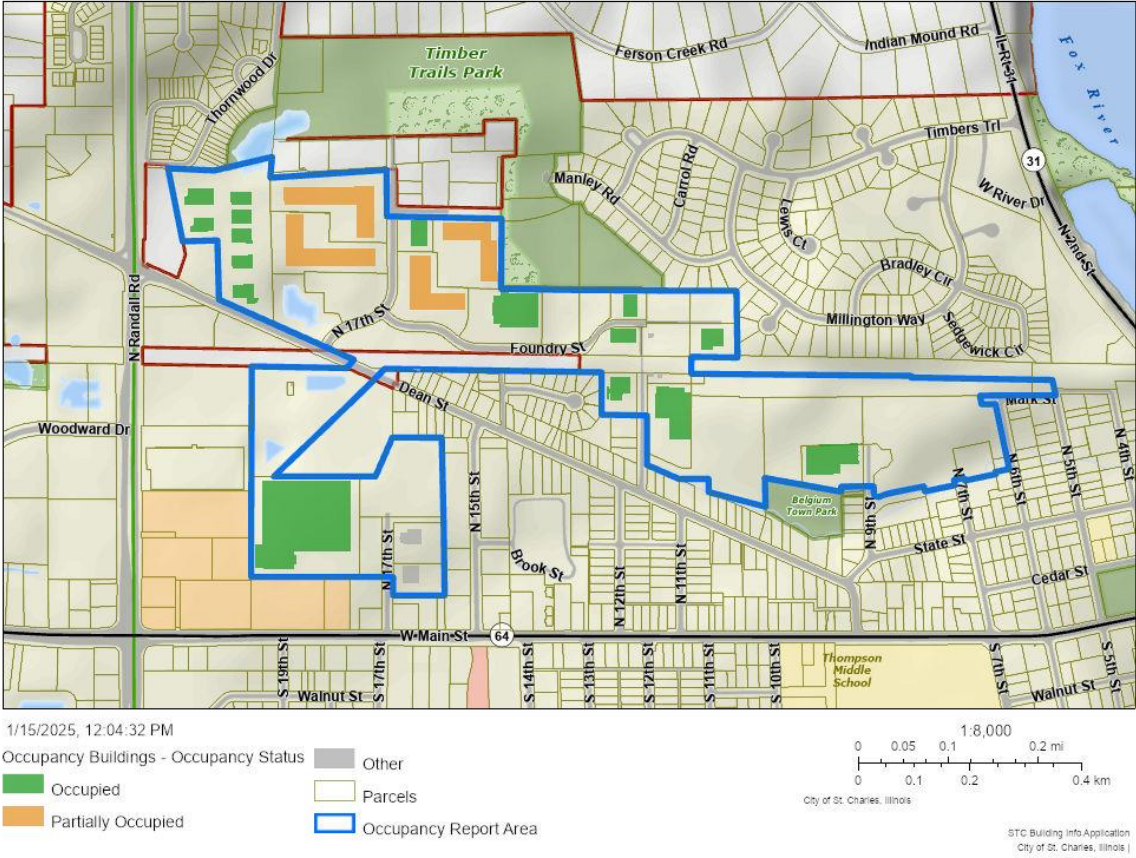 Timber
Trails Park
Ferson Creek Rd
Indian Mound Rd
IL Rt 31
Fox River
Thornwood Dr
Timbers Trl
31
Manley Rd
Carrol Rd
Lewis Ct
W River Dr
N 2nd St
Bradley Cir
N Randall Rd
N 17th St
Millington Way
Sedgewick Cir
Foundry St
Dean St
Mark St
Woodward Dr
N 15th St
N 6th St
N 5th St
N 4th St
N 7th St
Belgium
Town Park
N 9th St
N 17th St
Brook St
N 12th St
N 11th St
State St
Cedar St
W Main St
64
S 19th St
S 17th St
S 14th St
S 13th St
S 12th St
S 11th St
S 10th St
Thompson
Middle
School
S 7th St
S 5th St
Walnut St
Walnut St
1/15/2025, 12:04:32 PM
Occupancy Buildings - Occupancy Status
Occupied
Partially Occupied
Other
Parcels
Occupancy Report Area
1:8,000
0 0.05 0.1 0.2 mi
0 0.1 0.2 0.4 km
City of St. Charles, Illinois
STC Building Info Application
City of St. Charles, Illinois |